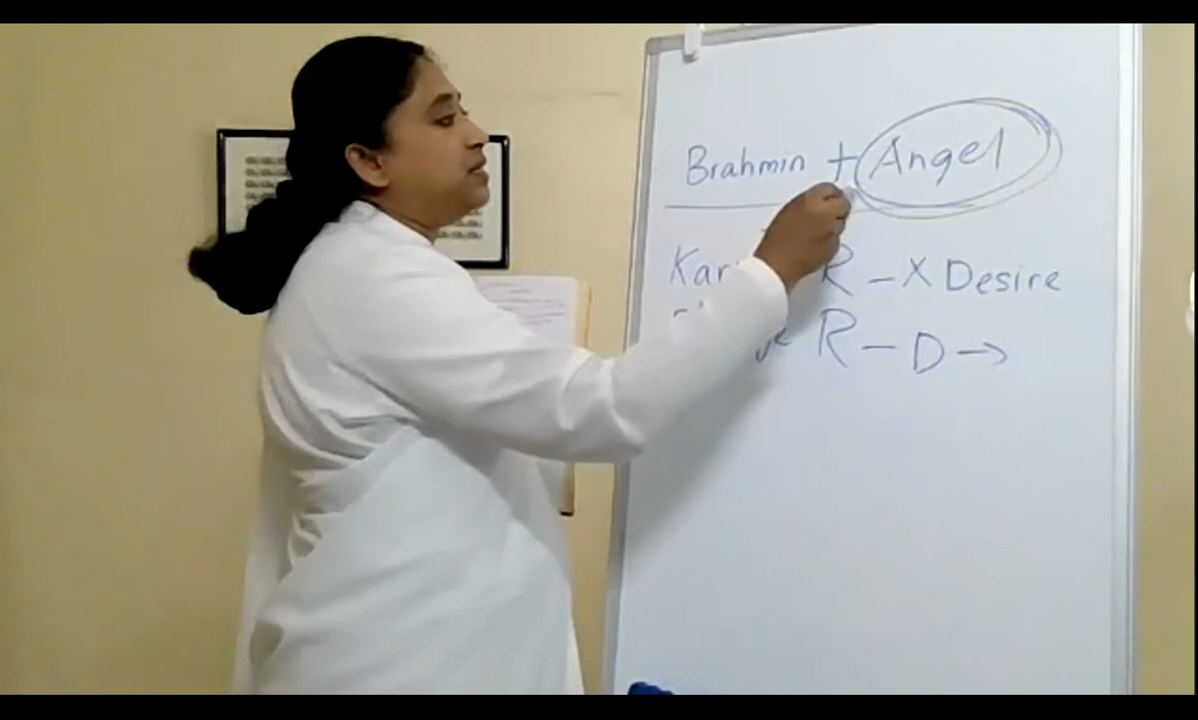 Brahmin + Angel
R - X Desire
R - D →